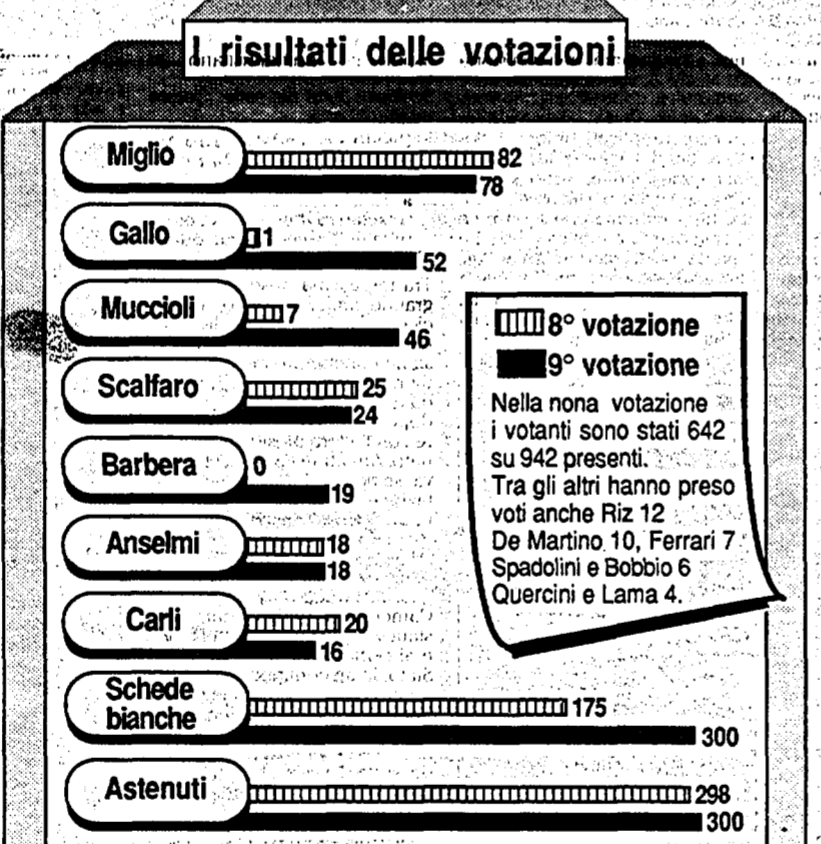 I risultati delle votazioni
Miglio
82
78
Gallo
1
52
Muccioli
7
46
Scalfaro
25
24
Barbera
0
19
Anselmi
18
18
Carli
20
16
Schede
bianche
175
300
Astenuti
298
300
8° votazione
9° votazione
Nella nona votazione
i votanti sono stati 642
su 942 presenti.
Tra gli altri hanno preso
voti anche Riz 12
De Martino 10, Ferrari 7
Spadolini e Bobbio 6
Quercini e Lama 4.